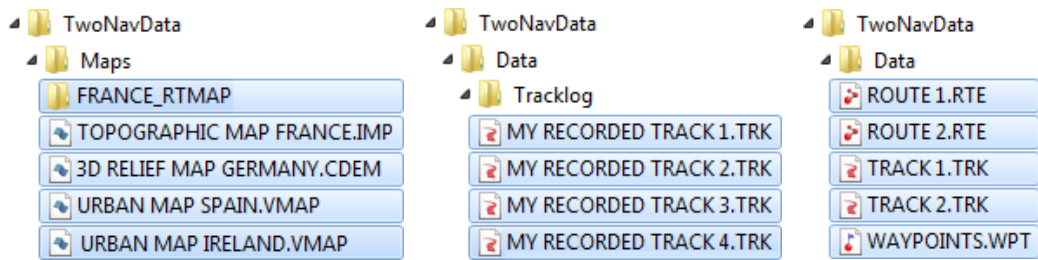 TwoNavData
Maps
FRANCE_RTMAP
TOPOGRAPHIC MAP FRANCE.IMP
3D RELIEF MAP GERMANY.CDEM
URBAN MAP SPAIN.VMAP
URBAN MAP IRELAND.VMAP
TwoNavData
Data
Tracklog
MY RECORDED TRACK 1.TRK
MY RECORDED TRACK 2.TRK
MY RECORDED TRACK 3.TRK
MY RECORDED TRACK 4.TRK
TwoNavData
Data
ROUTE 1.RTE
ROUTE 2.RTE
TRACK 1.TRK
TRACK 2.TRK
WAYPOINTS.WPT